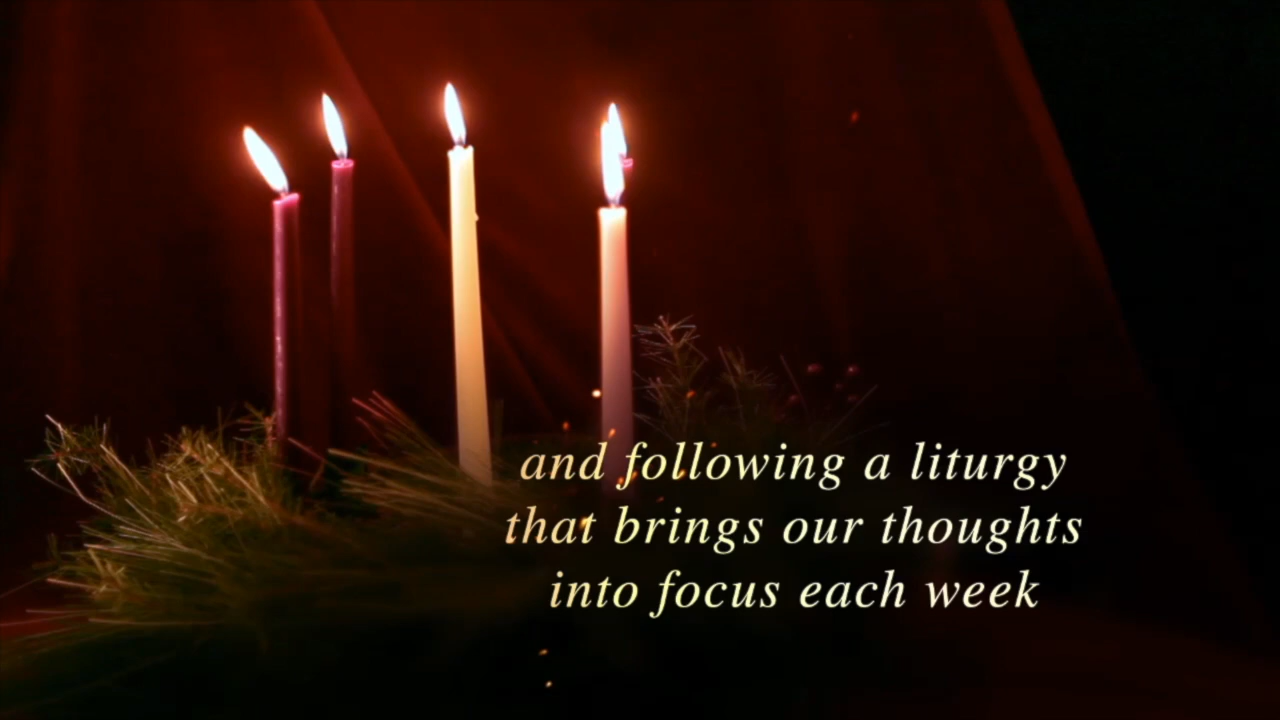 and following a liturgy
that brings our thoughts
into focus each week